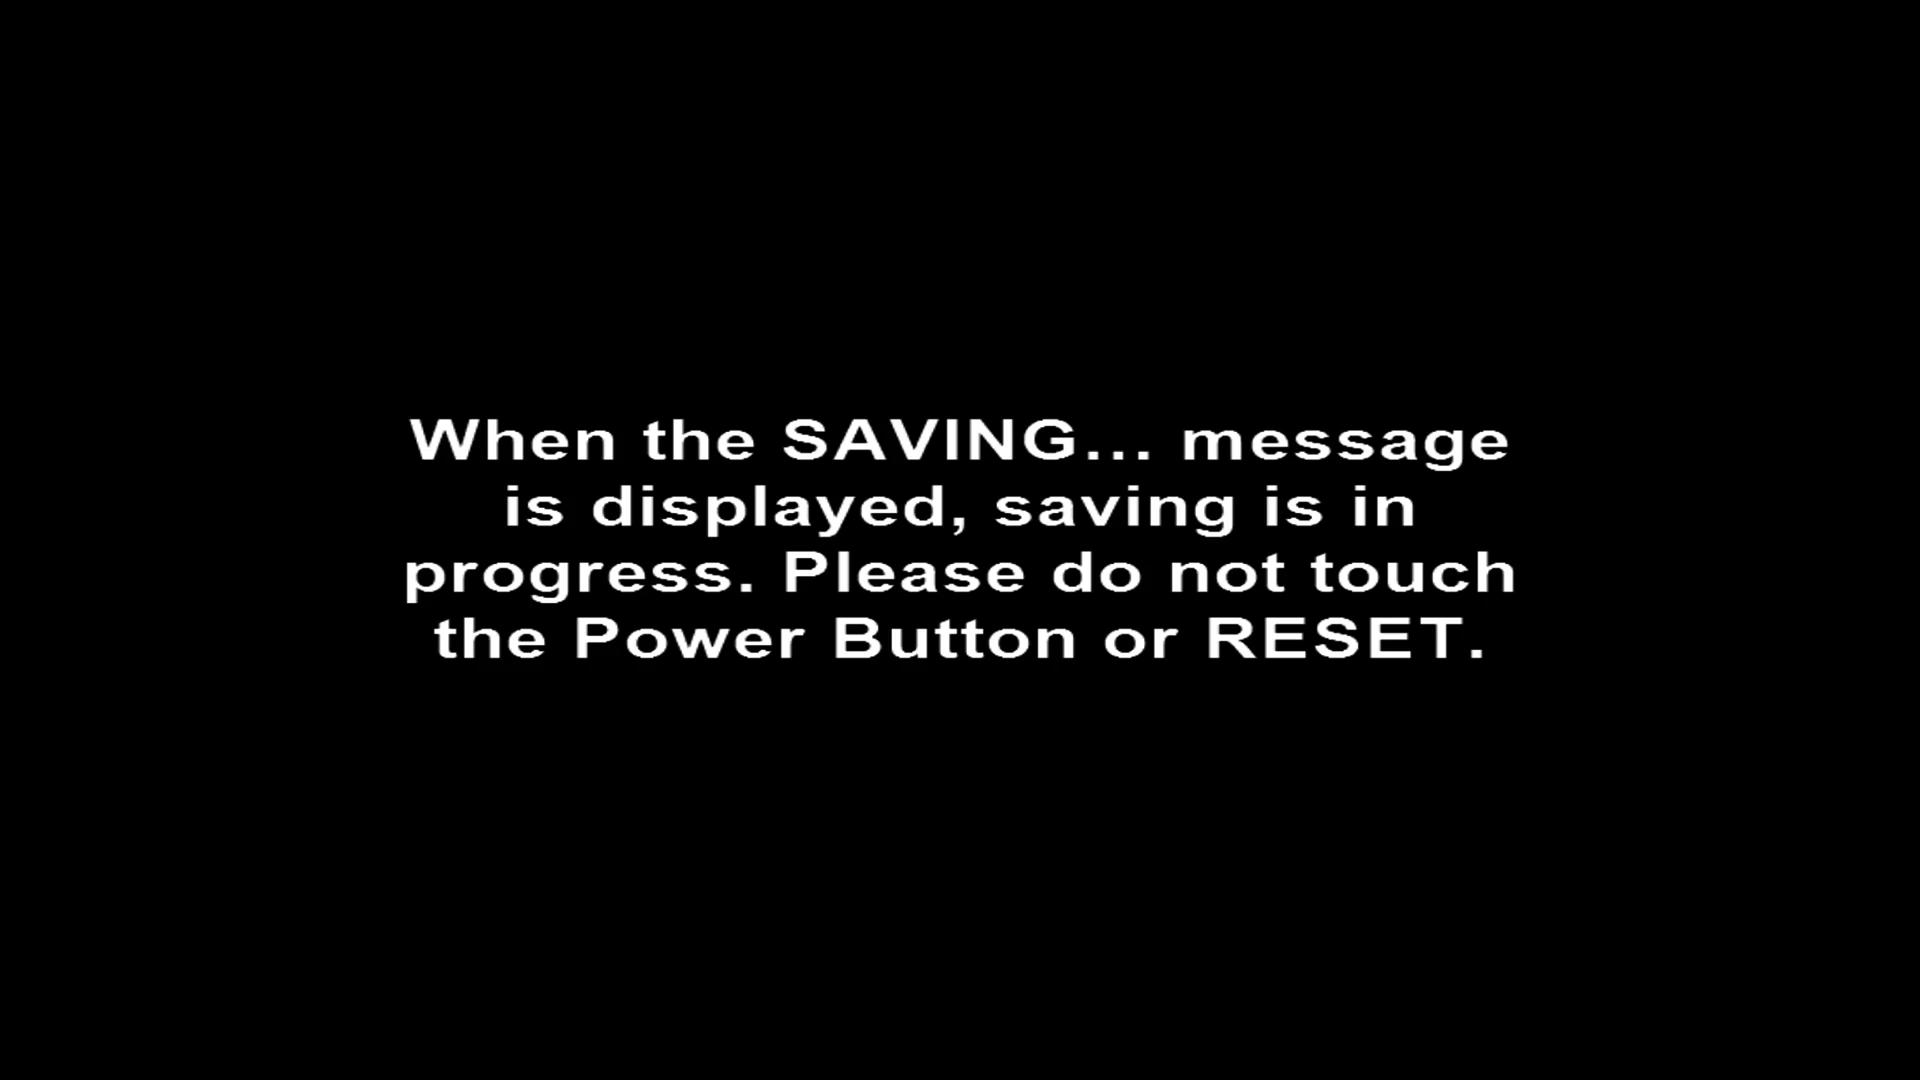 When the SAVING... message
is displayed, saving is in
progress. Please do not touch
the Power Button or RESET.